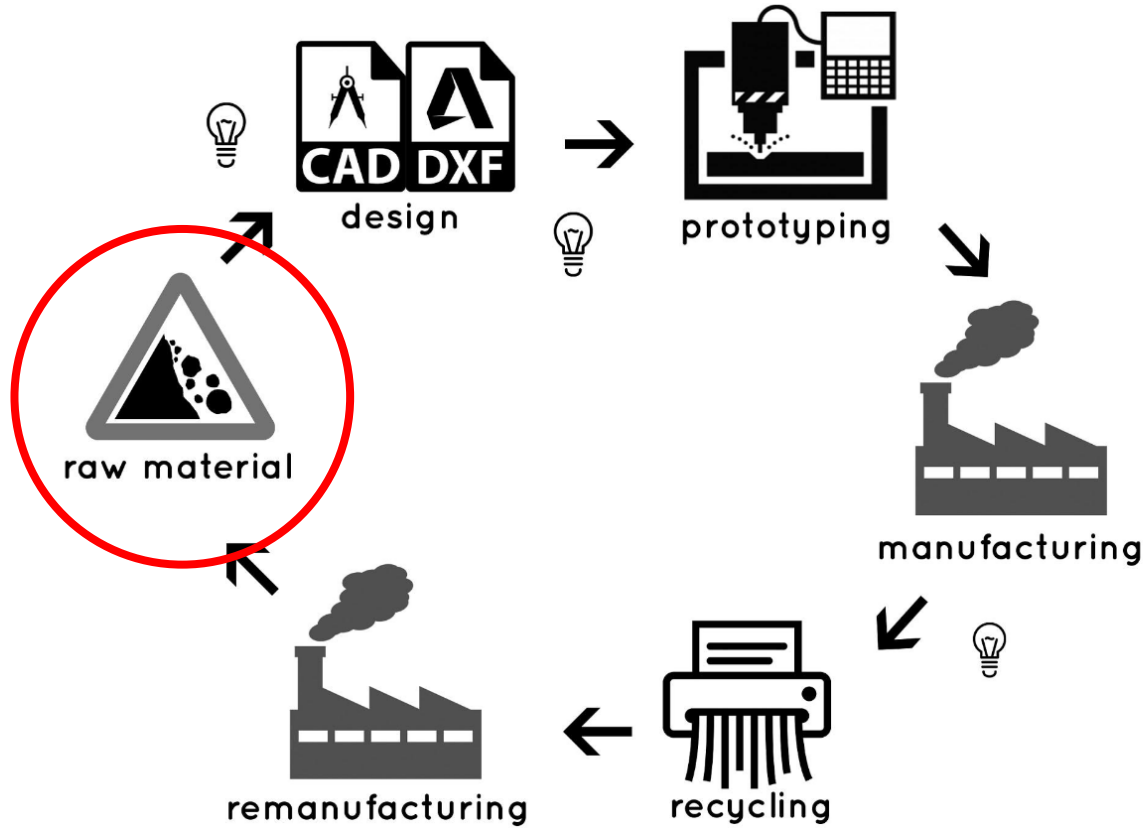 CAD DXF
design
prototyping
raw material
manufacturing
remanufacturing
recycling